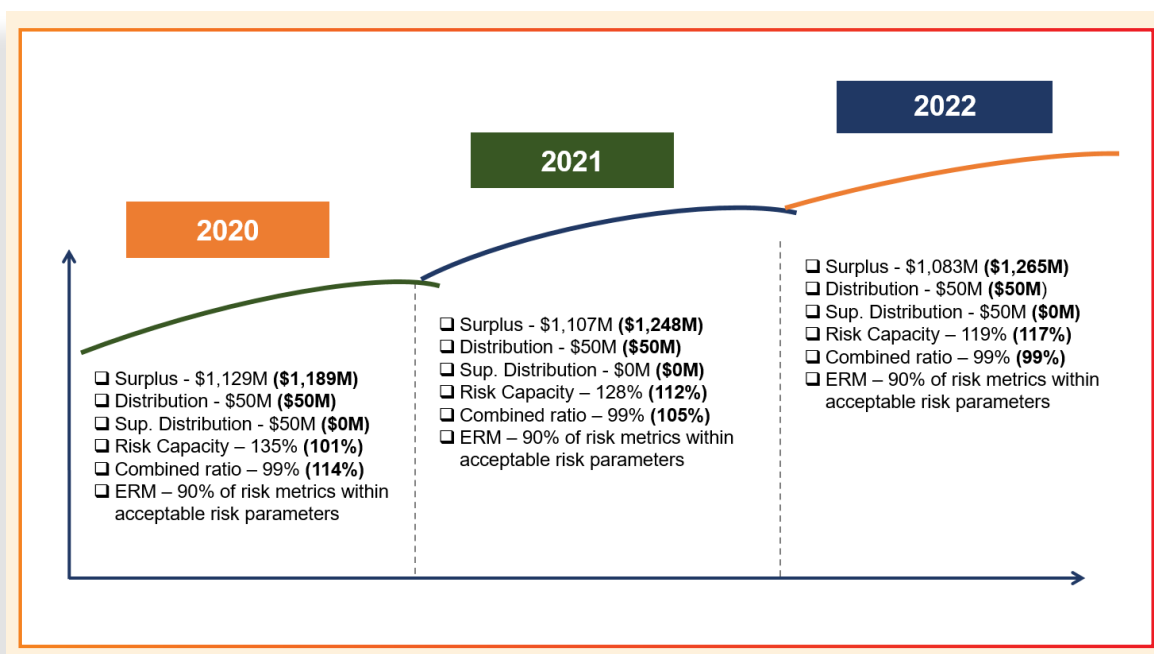 2020
❑ Surplus - $1,129M ($1,189M)
❑ Distribution - $50M ($50M)
❑ Sup. Distribution - $50M ($0M)
❑ Risk Capacity – 135% (101%)
❑ Combined ratio – 99% (114%)
❑ ERM – 90% of risk metrics within
acceptable risk parameters
2021
❑ Surplus - $1,107M ($1,248M)
❑ Distribution - $50M ($50M)
❑ Sup. Distribution - $0M ($0M)
❑ Risk Capacity – 128% (112%)
❑ Combined ratio – 99% (105%)
❑ ERM – 90% of risk metrics within
acceptable risk parameters
2022
❑ Surplus - $1,083M ($1,265M)
❑ Distribution - $50M ($50M)
❑ Sup. Distribution - $50M ($0M)
❑ Risk Capacity – 119% (117%)
❑ Combined ratio – 99% (99%)
❑ ERM – 90% of risk metrics within
acceptable risk parameters